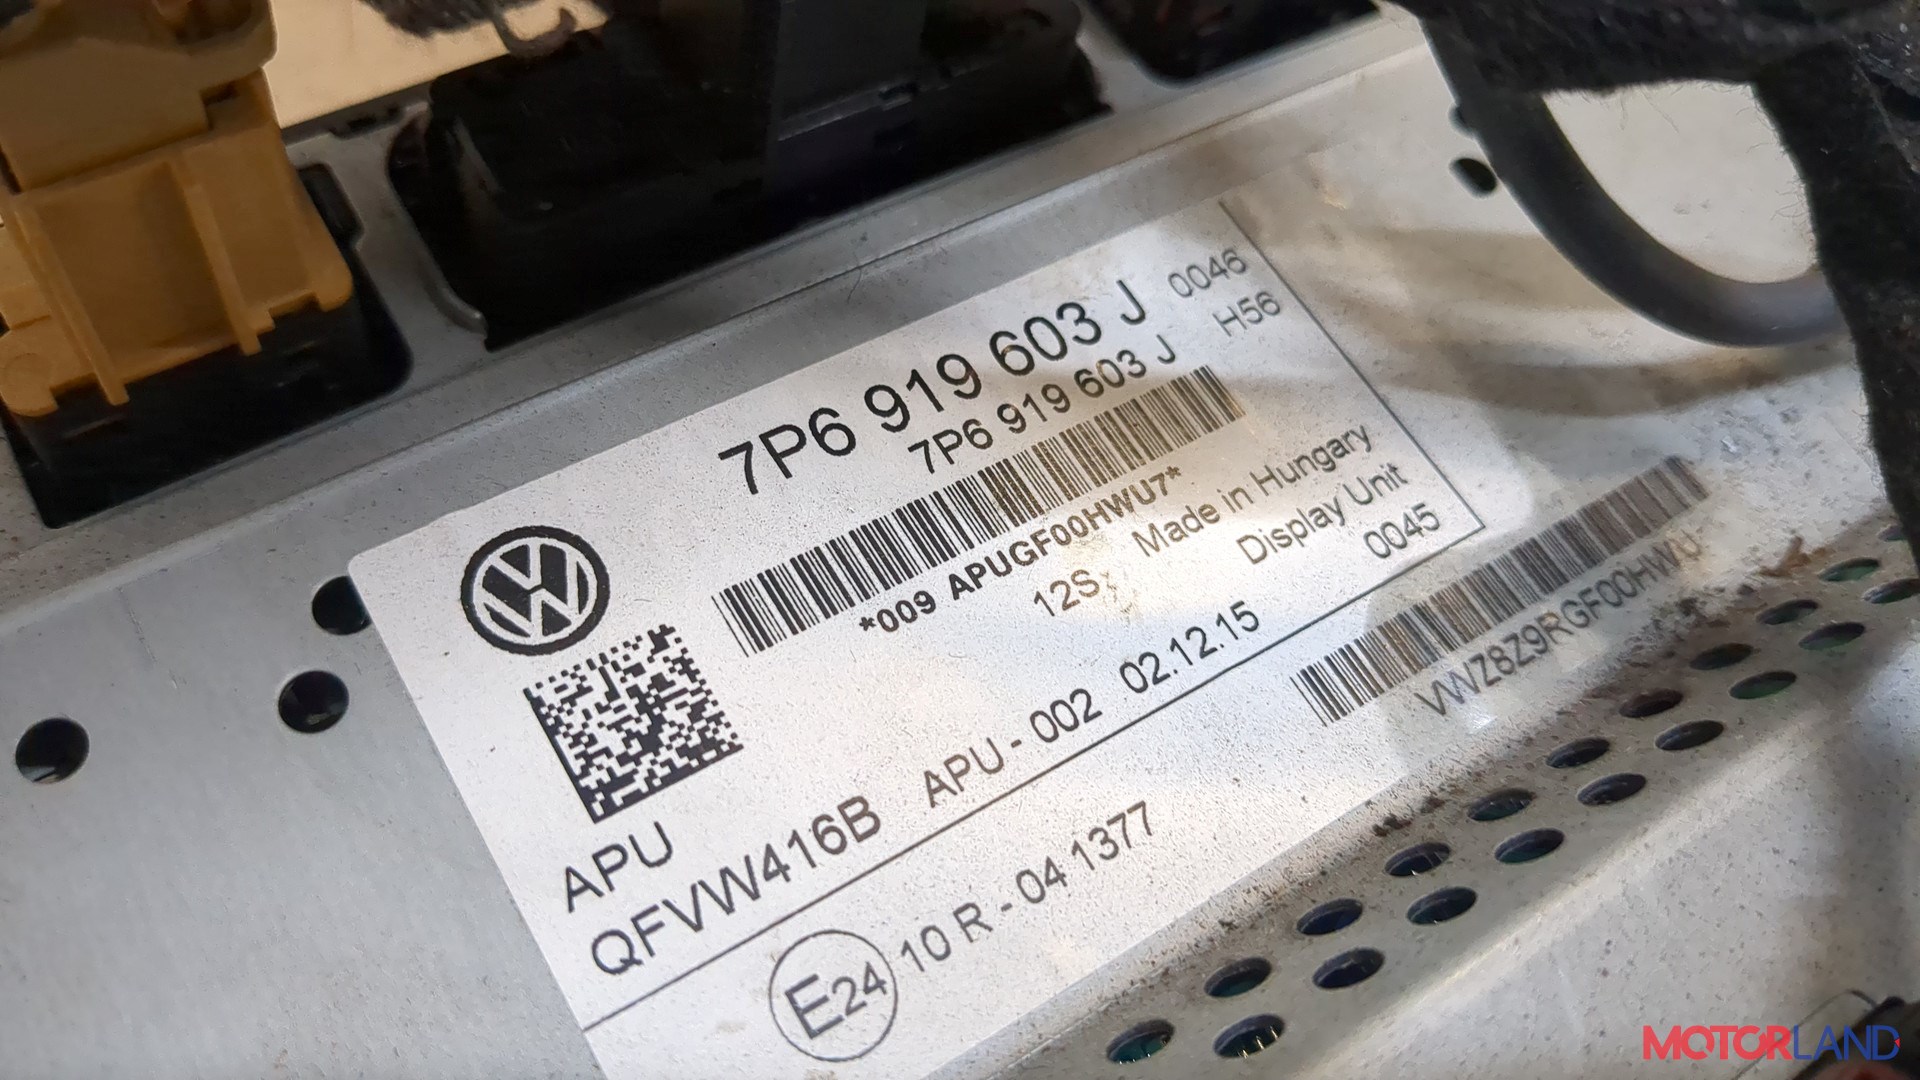 7P6 919 603 J 0046
7P6 919 603 J H56
*009 APUGF00HWU7*
12S Made in Hungary
Display Unit
0045
APU
QFVW416B APU - 002 02.12.15
E24 10 R - 04 1377
VWZ8Z9RGF00HWU
MOTORLAND